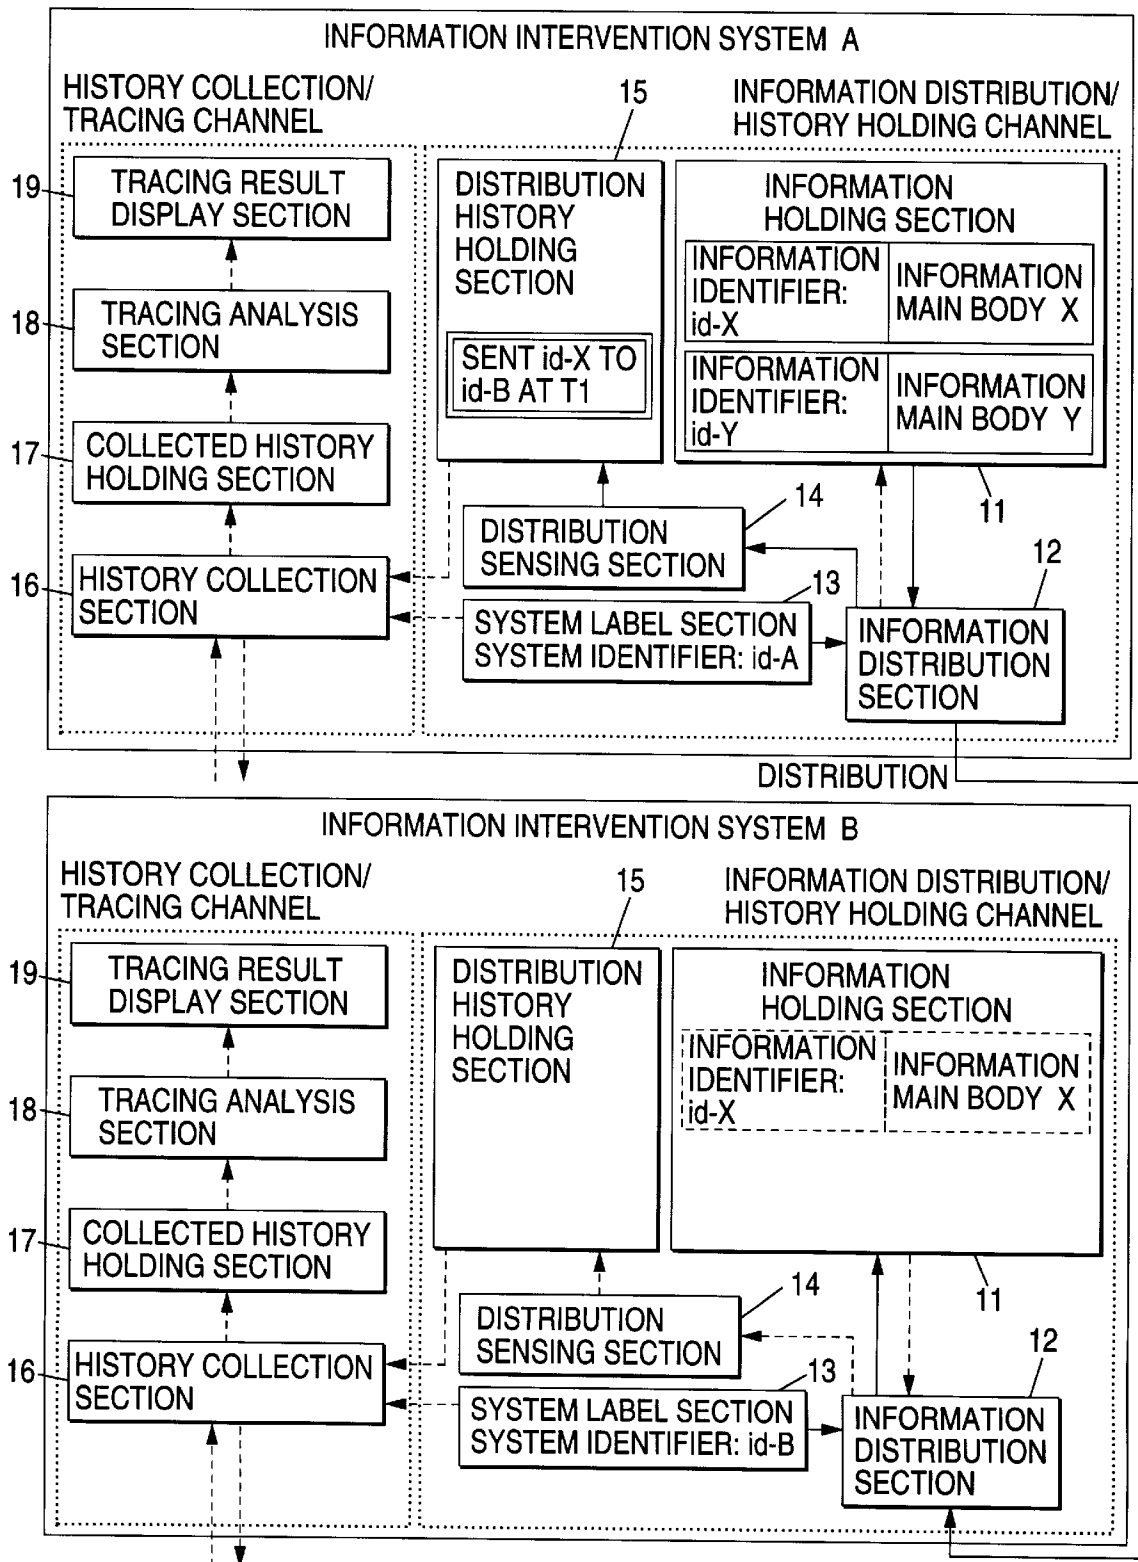 INFORMATION INTERVENTION SYSTEM A
HISTORY COLLECTION/
TRACING CHANNEL
15
INFORMATION DISTRIBUTION/
HISTORY HOLDING CHANNEL
19
TRACING RESULT
DISPLAY SECTION
18
TRACING ANALYSIS
SECTION
17
COLLECTED HISTORY
HOLDING SECTION
16
HISTORY COLLECTION
SECTION
DISTRIBUTION
HISTORY
HOLDING
SECTION
SENT id-X TO
id-B AT T1
INFORMATION
HOLDING SECTION
INFORMATION
IDENTIFIER:
id-X
INFORMATION
MAIN BODY X
INFORMATION
IDENTIFIER:
id-Y
INFORMATION
MAIN BODY Y
11
14
DISTRIBUTION
SENSING SECTION
13
SYSTEM LABEL SECTION
SYSTEM IDENTIFIER: id-A
12
INFORMATION
DISTRIBUTION
SECTION
DISTRIBUTION
INFORMATION INTERVENTION SYSTEM B
HISTORY COLLECTION/
TRACING CHANNEL
15
INFORMATION DISTRIBUTION/
HISTORY HOLDING CHANNEL
19
TRACING RESULT
DISPLAY SECTION
18
TRACING ANALYSIS
SECTION
17
COLLECTED HISTORY
HOLDING SECTION
16
HISTORY COLLECTION
SECTION
DISTRIBUTION
HISTORY
HOLDING
SECTION
INFORMATION
HOLDING SECTION
INFORMATION
IDENTIFIER:
id-X
INFORMATION
MAIN BODY X
11
14
DISTRIBUTION
SENSING SECTION
13
SYSTEM LABEL SECTION
SYSTEM IDENTIFIER: id-B
12
INFORMATION
DISTRIBUTION
SECTION